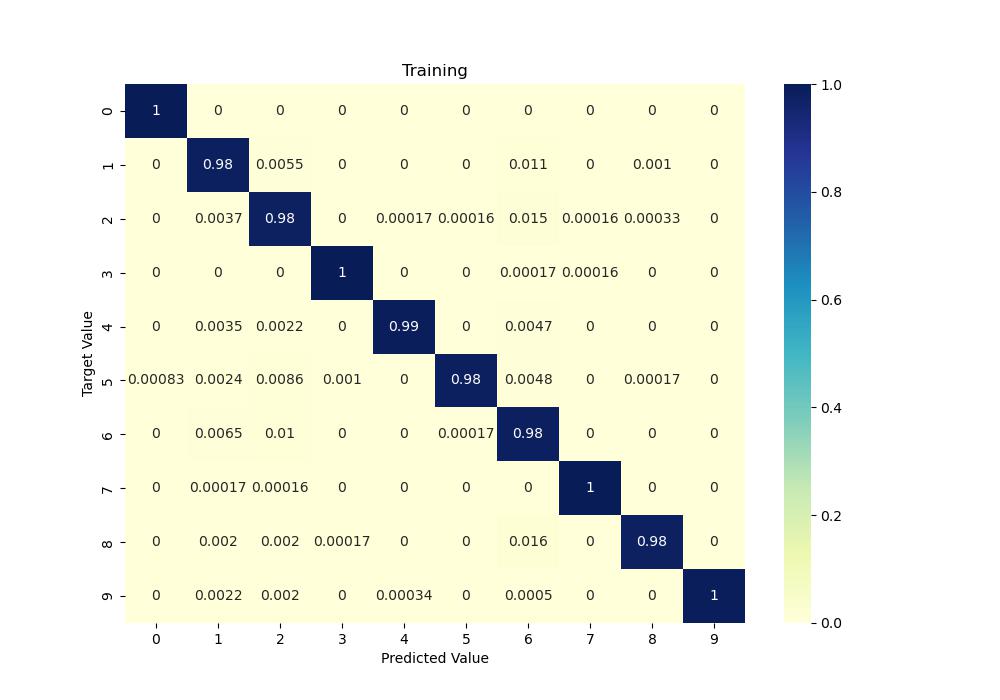 Training
0 1 0 0 0 0 0 0 0 0 0
1 0 0.98 0.0055 0 0 0 0.011 0 0.001 0
2 0 0.0037 0.98 0 0.00017 0.00016 0.015 0.00016 0.00033 0
3 0 0 0 1 0 0 0.00017 0.00016 0 0
4 0 0.0035 0.0022 0 0.99 0 0.0047 0 0 0
5 0.00083 0.0024 0.0086 0.001 0 0.98 0.0048 0 0.00017 0
6 0 0.0065 0.01 0 0 0.00017 0.98 0 0 0
7 0 0.00017 0.00016 0 0 0 0 1 0 0
8 0 0.002 0.002 0.00017 0 0 0.016 0 0.98 0
9 0 0.0022 0.002 0 0.00034 0 0.0005 0 0 1
0 1 2 3 4 5 6 7 8 9
Predicted Value
Target Value
1.0
0.8
0.6
0.4
0.2
0.0